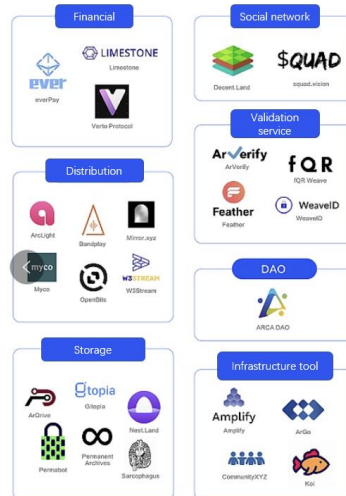 Financial
ever
everPay
LIMESTONE
Limestone
Verto Protocol
Social network
Decent.Land
$QUAD
squad.vision
Validation
service
ArVerify
ArVerify
fQR
fQR Weave
Feather
Feather
WeaveID
WeaveID
Distribution
ArcLight
Bandplay
Mirror.xyz
myco
Myco
OpenBits
W3STREAM
W3Stream
DAO
ARCA DAO
Storage
ArDrive
Gitopia
Gitopia
Nest.Land
Permabot
Permanent
Archives
Sarcophagus
Infrastructure tool
Amplify
Amplify
ArGo
CommunityXYZ
Koi